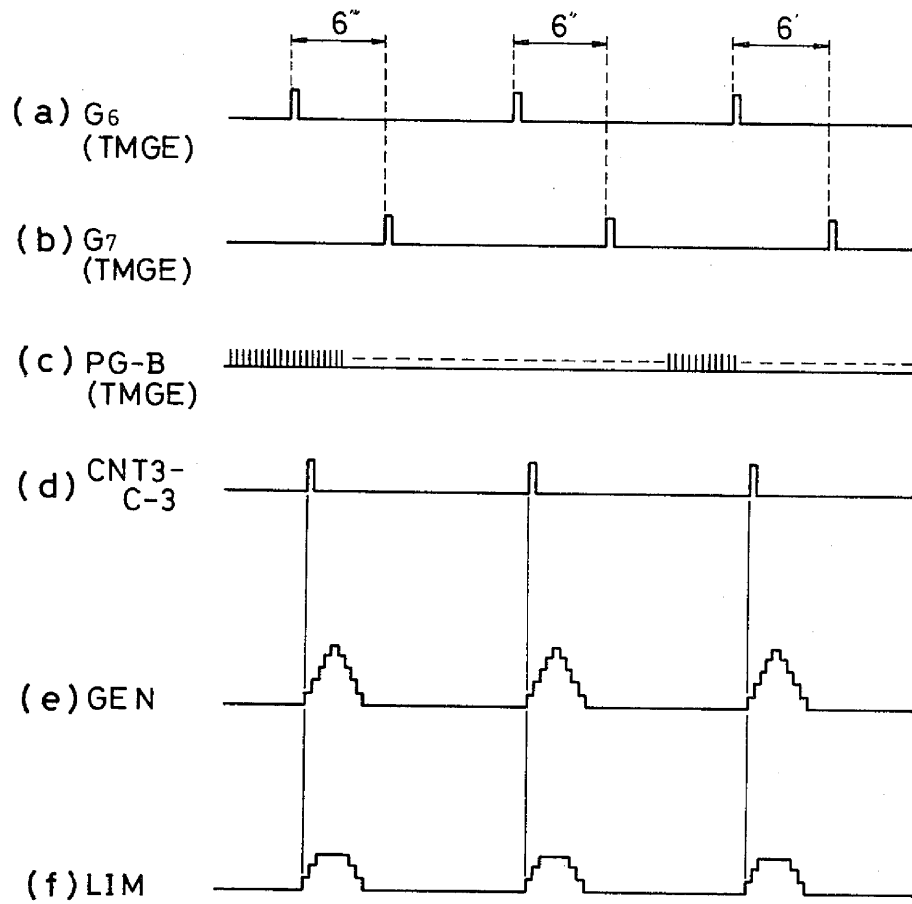 6‴ 6″ 6′
(a) G6
(TMGE)
(b) G7
(TMGE)
(c) PG-B
(TMGE)
(d) CNT3-
C-3
(e) GEN
(f) LIM